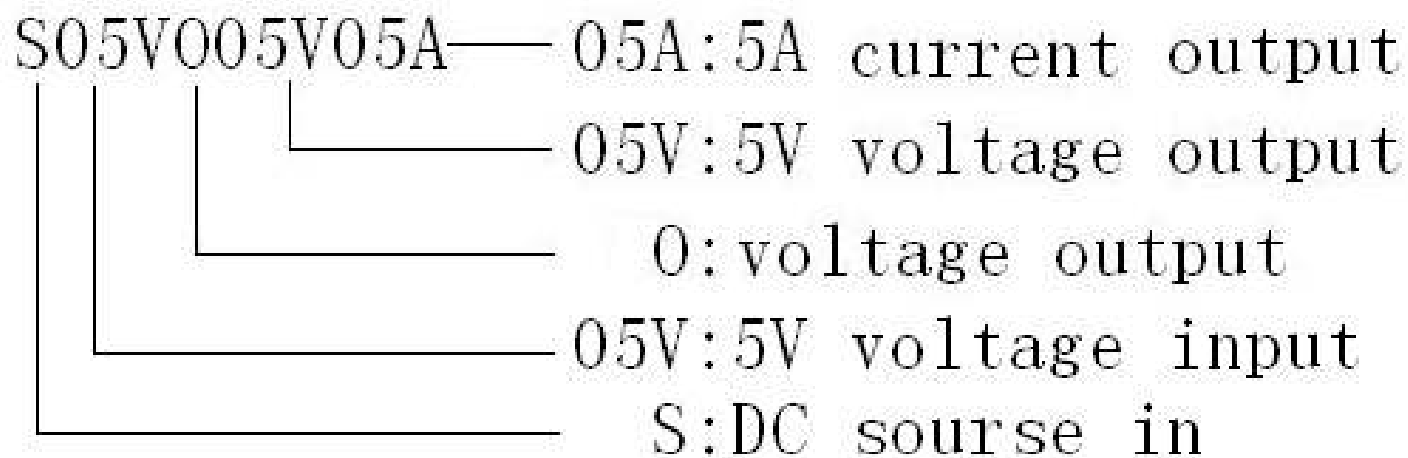 S05VO05V05A 05A:5A current output
05V:5V voltage output
O:voltage output
05V:5V voltage input
S:DC sourse in